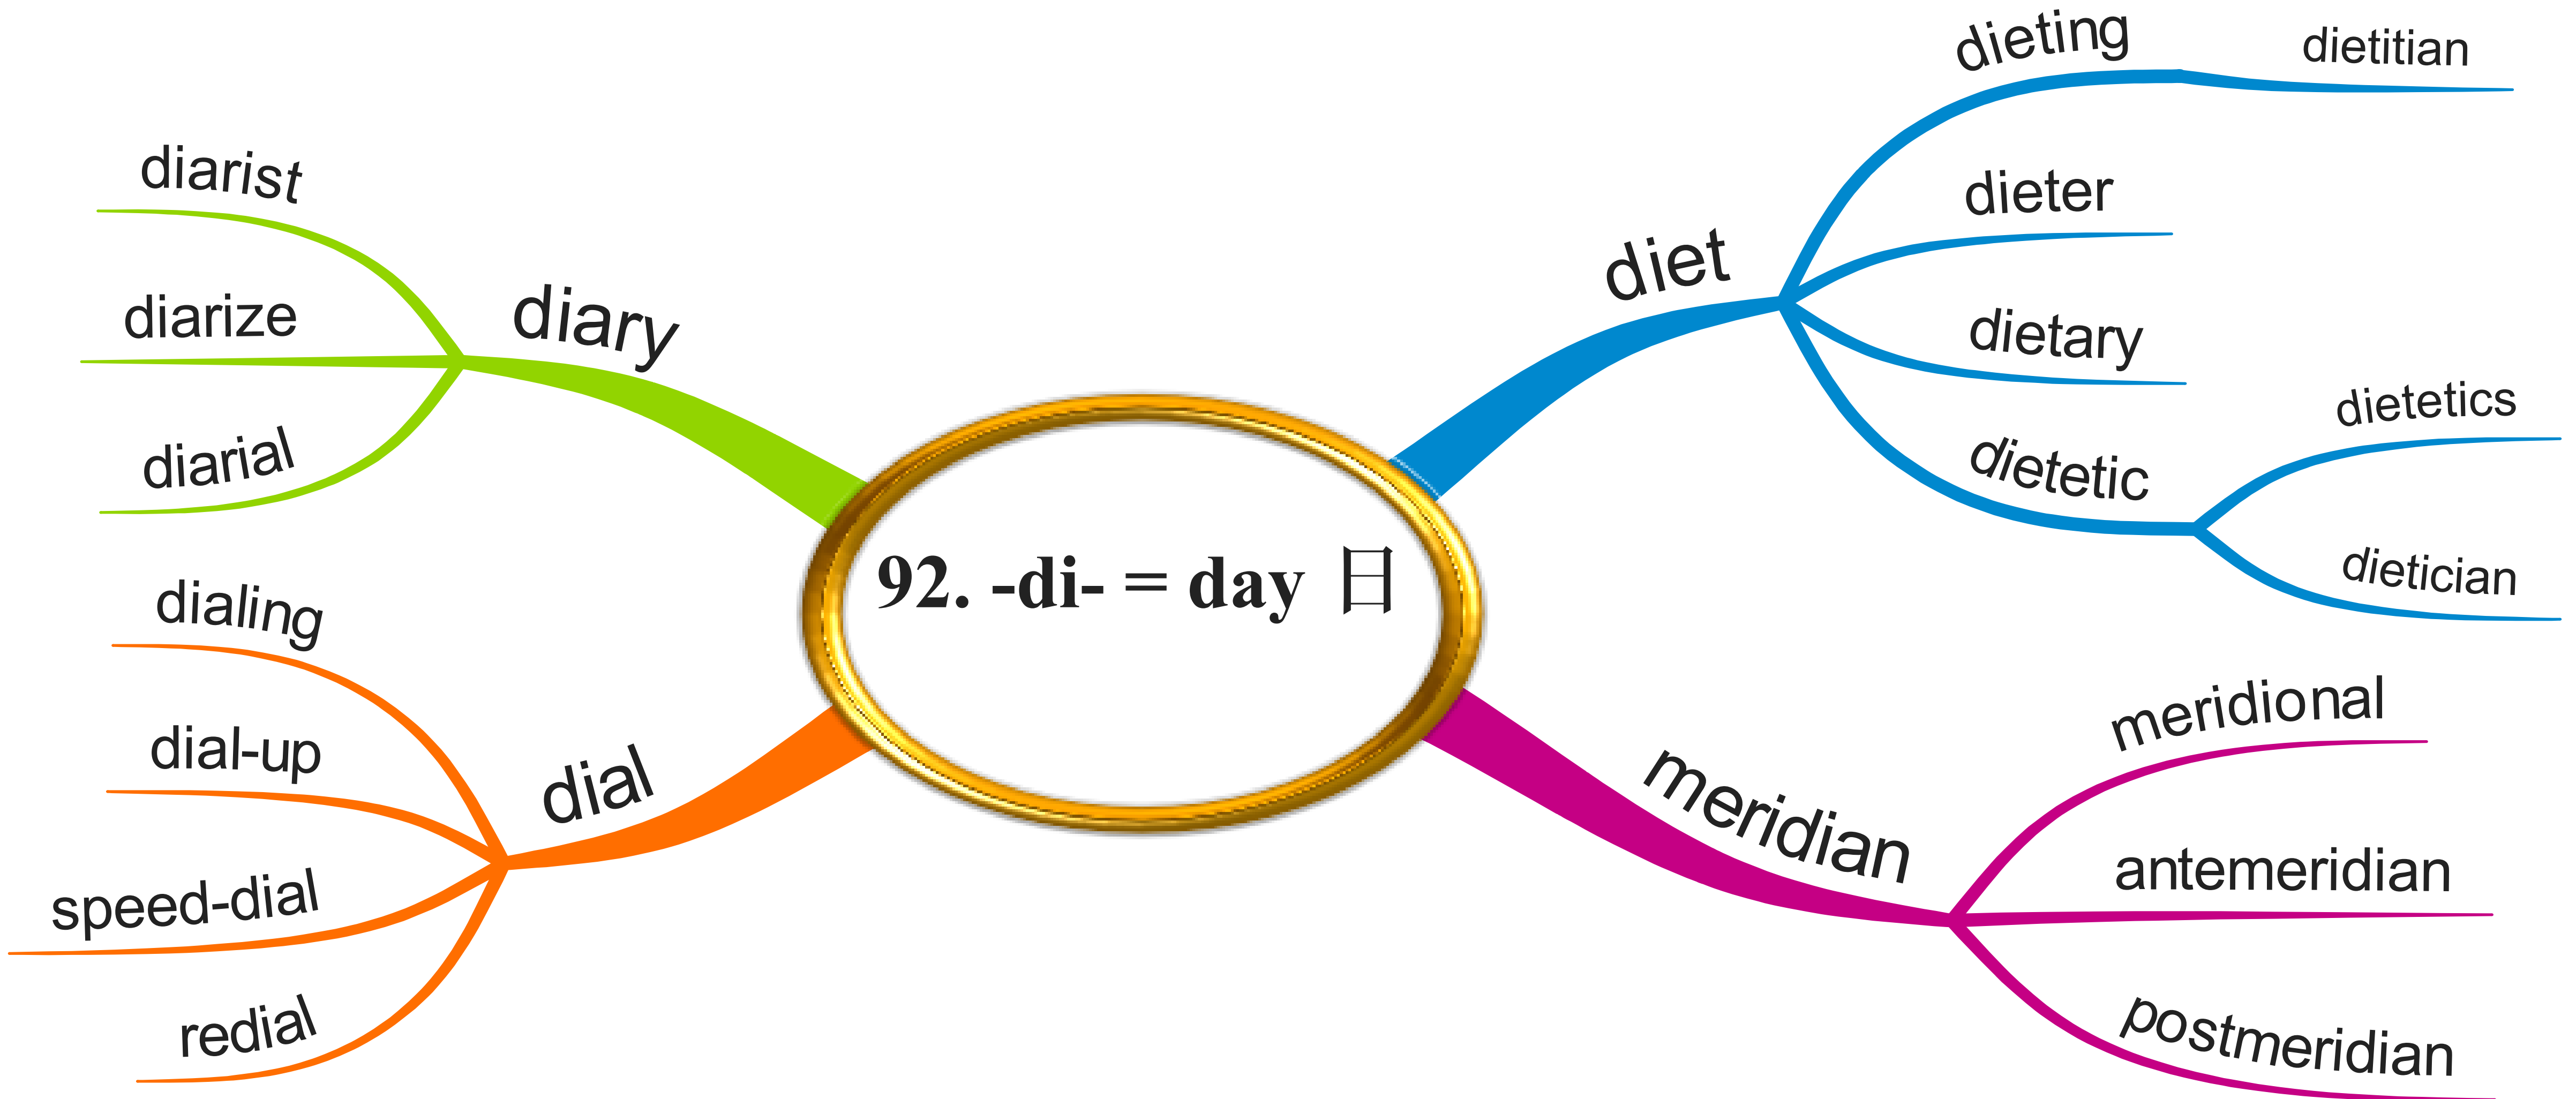 92. -di- = day 日
diet
dieting
dietitian
dieter
dietary
dietetic
dietetics
dietician
meridian
meridional
antemeridian
postmeridian
diary
diarist
diarize
diarial
dial
dialing
dial-up
speed-dial
redial